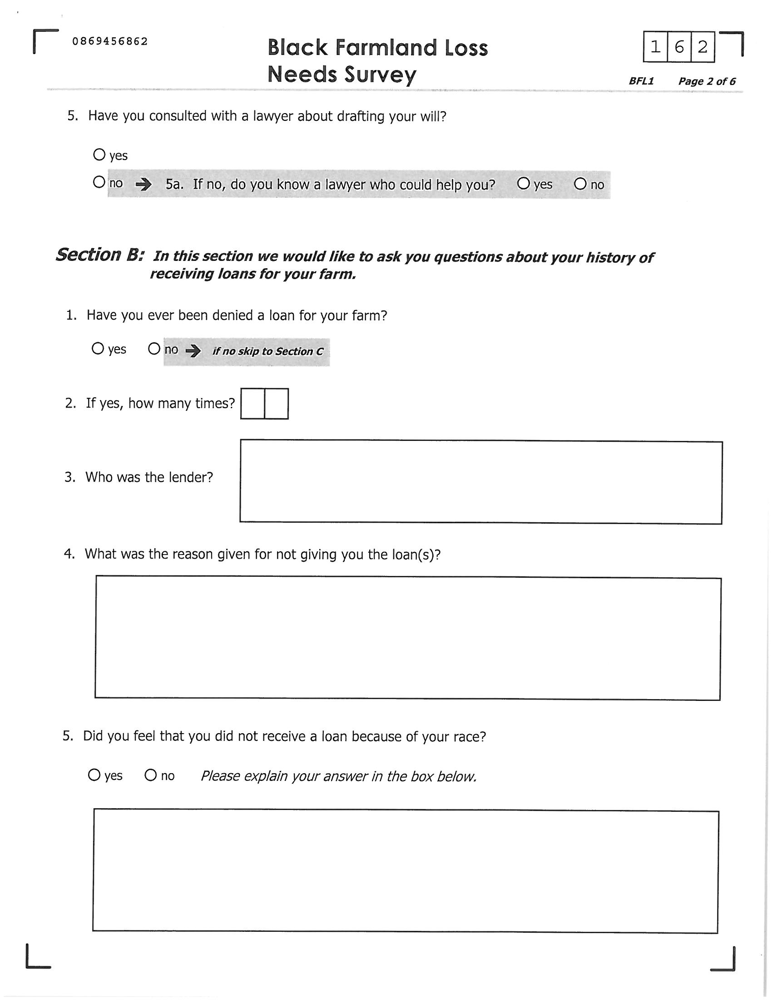 0869456862
Black Farmland Loss
Needs Survey
1 6 2
BFL1 Page 2 of 6
5. Have you consulted with a lawyer about drafting your will?
yes
no ➔ 5a. If no, do you know a lawyer who could help you? yes no
Section B: In this section we would like to ask you questions about your history of
receiving loans for your farm.
1. Have you ever been denied a loan for your farm?
yes no ➔ if no skip to Section C
2. If yes, how many times?
3. Who was the lender?
4. What was the reason given for not giving you the loan(s)?
5. Did you feel that you did not receive a loan because of your race?
yes no Please explain your answer in the box below.